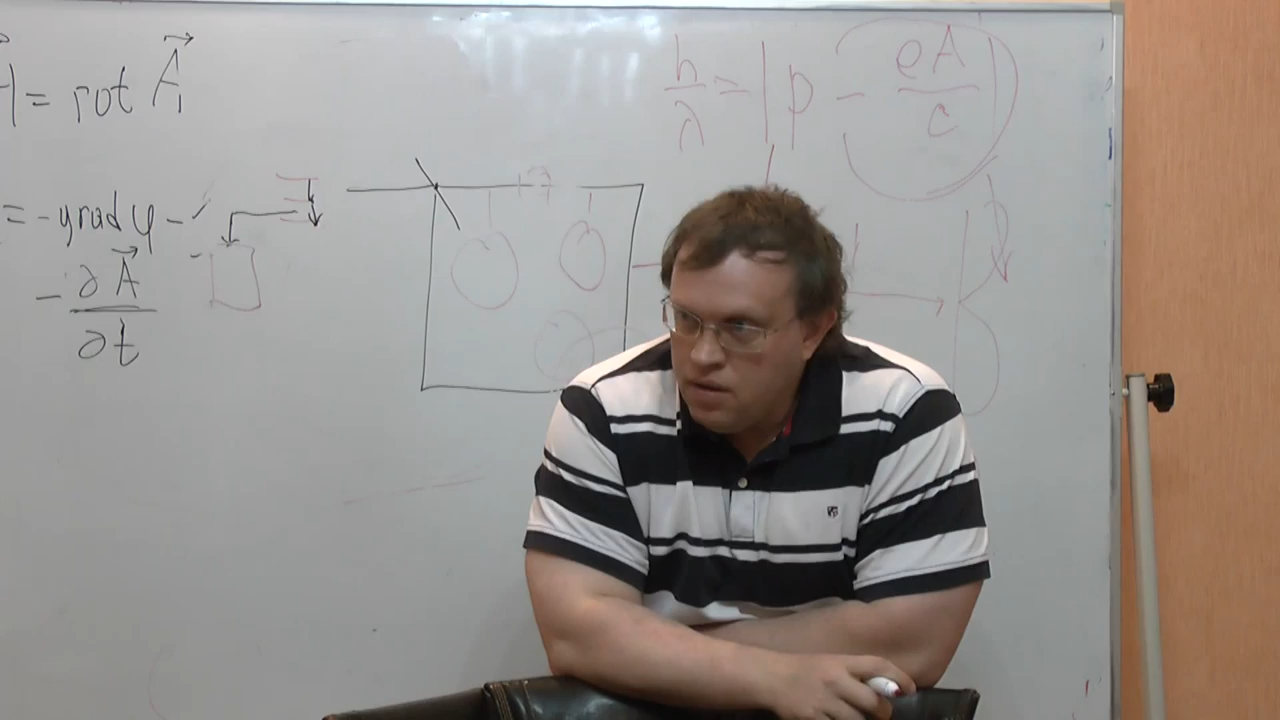 H⃗ = rot A⃗
= -grad φ -
- ∂A⃗
∂t
h/λ = |p - eA/c|